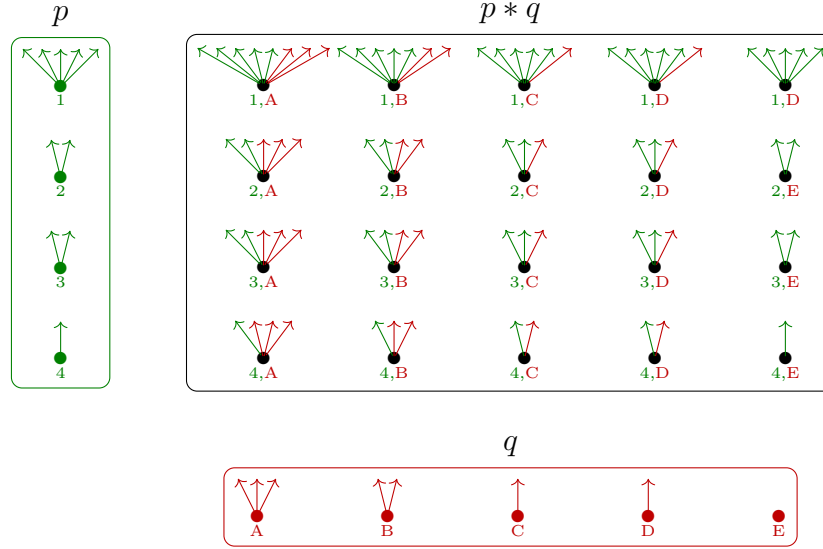 p
p ∗ q
1
1,A 1,B 1,C 1,D 1,D
2
2,A 2,B 2,C 2,D 2,E
3
3,A 3,B 3,C 3,D 3,E
4
4,A 4,B 4,C 4,D 4,E
q
A B C D E